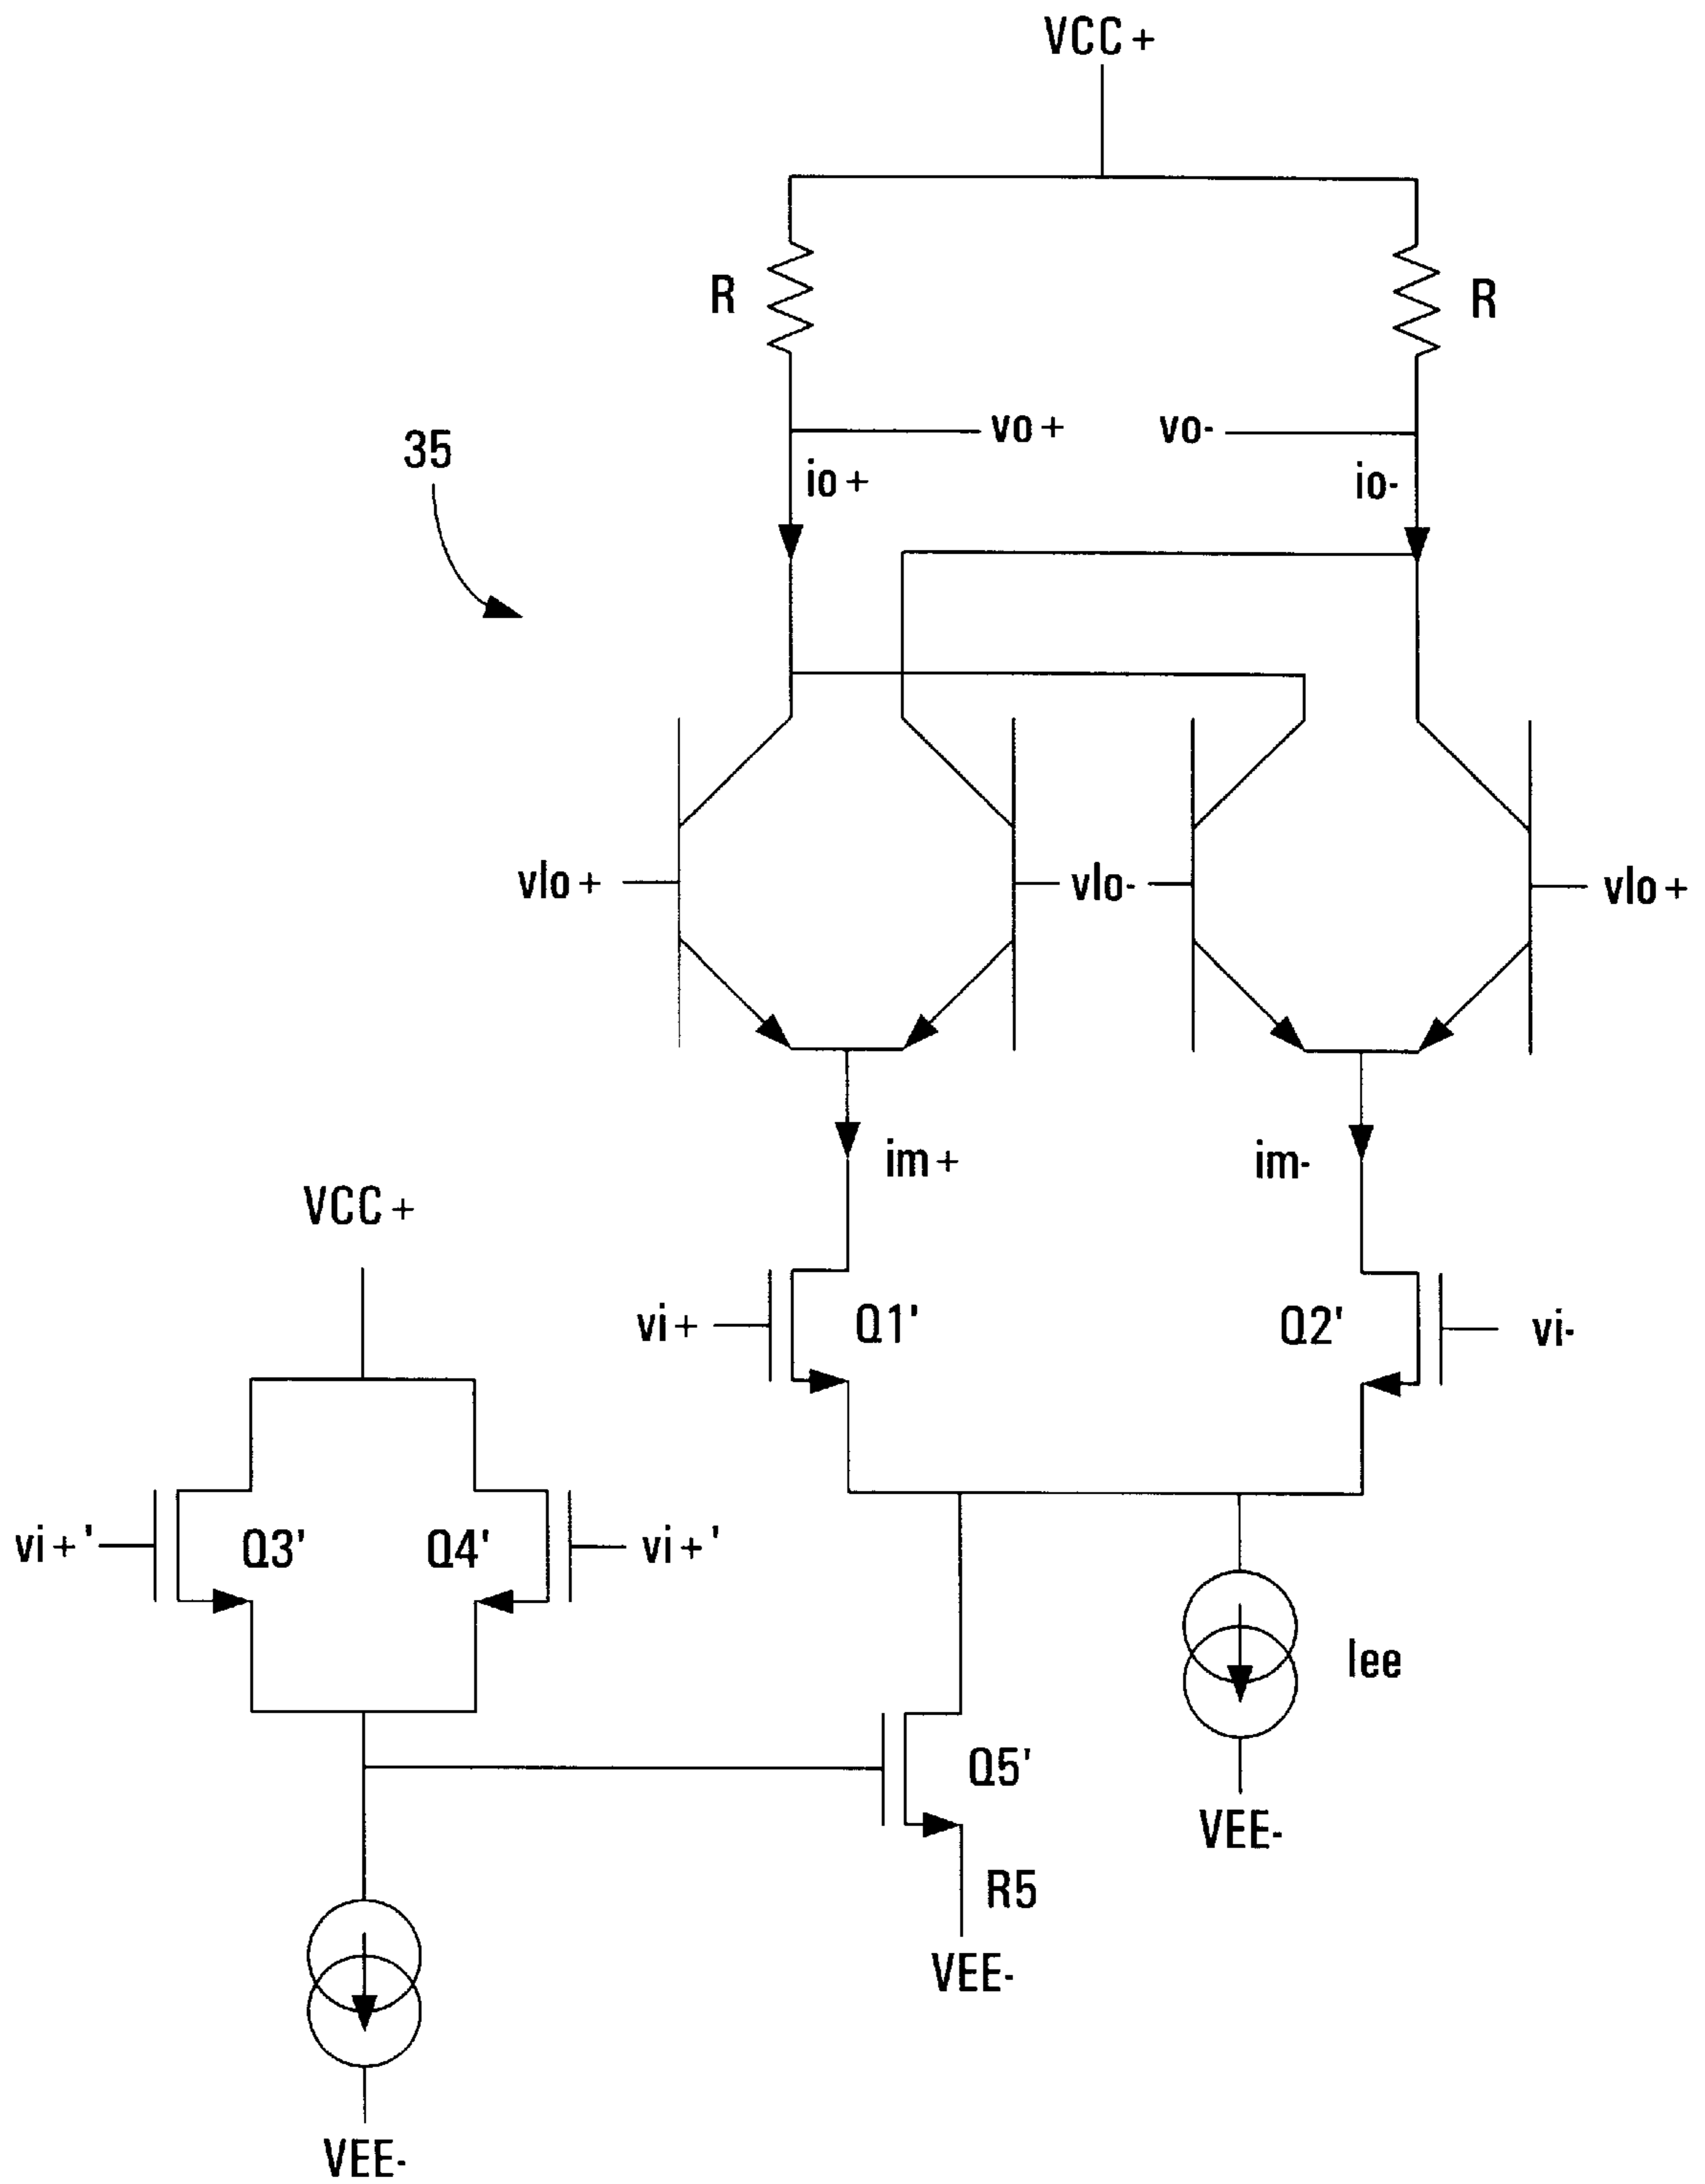 VCC+
R
R
vo+
vo-
35
io+
io-
vlo+
vlo-
vlo+
im+
im-
VCC+
vi+
Q1'
Q2'
vi-
vi+'
Q3'
Q4'
vi+'
Iee
Q5'
VEE-
R5
VEE-
VEE-